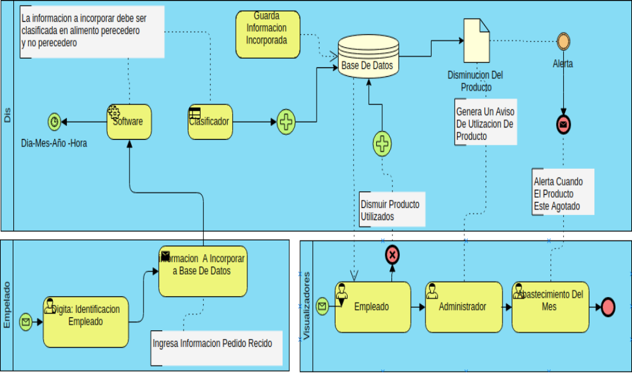 La informacion a incorporar debe ser
clasificada en alimento perecedero
y no perecedero
Guarda
Informacion
Incorporada
Base De Datos
Disminucion Del
Producto
Alerta
Dis
Software
Clasificador
Dia-Mes-Año -Hora
Genera Un Aviso
De Utlizacion De
Producto
Alerta Cuando
El Producto
Este Agotado
Dismuir Producto
Utilizados
Empelado
Digita: Identificacion
Empleado
Informacion A Incorporar
a Base De Datos
Ingresa Informacion Pedido Recido
Visualizadores
Empleado
Administrador
Abastecimiento Del
Mes